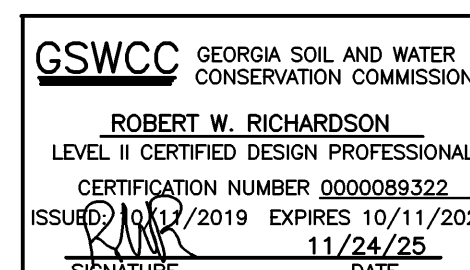 GSWCC GEORGIA SOIL AND WATER
CONSERVATION COMMISSION
ROBERT W. RICHARDSON
LEVEL II CERTIFIED DESIGN PROFESSIONAL
CERTIFICATION NUMBER 0000089322
ISSUED: 10/11/2019 EXPIRES 10/11/202
11/24/25
SIGNATURE DATE